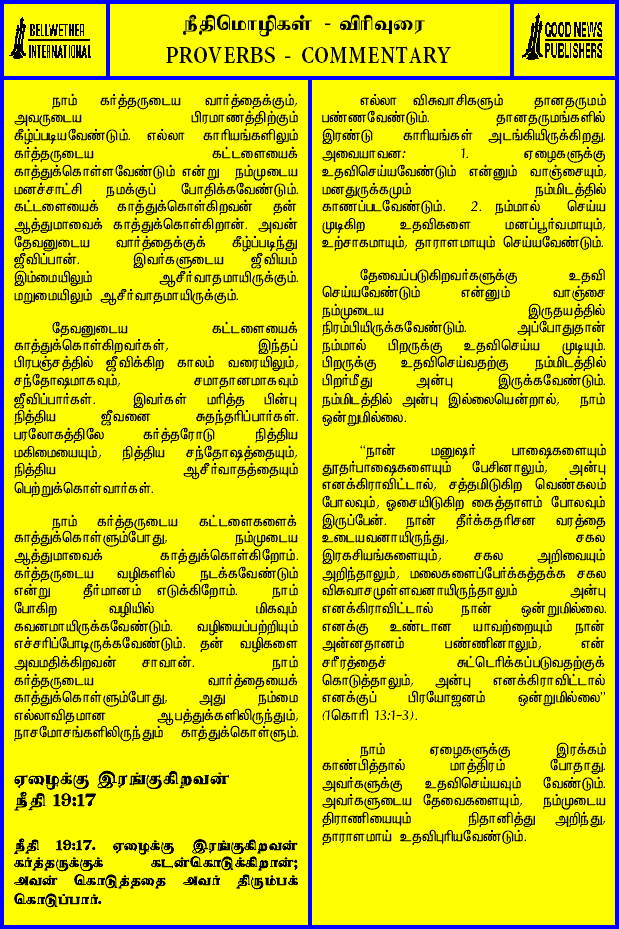 BELLWETHER
INTERNATIONAL
நீதிமொழிகள் - விரிவுரை
PROVERBS - COMMENTARY
GOOD NEWS
PUBLISHERS
நாம் கர்த்தருடைய வார்த்தைக்கும்,
அவருடைய பிரமாணத்திற்கும்
கீழ்ப்படியவேண்டும். எல்லா காரியங்களிலும்
கர்த்தருடைய கட்டளையைக்
காத்துக்கொள்ளவேண்டும் என்று நம்முடைய
மனச்சாட்சி நமக்குப் போதிக்கவேண்டும்.
கட்டளையைக் காத்துக்கொள்கிறவன் தன்
ஆத்துமாவைக் காத்துக்கொள்கிறான். அவன்
தேவனுடைய வார்த்தைக்குக் கீழ்ப்படிந்து
ஜீவிப்பான். இவர்களுடைய ஜீவியம்
இம்மையிலும் ஆசீர்வாதமாயிருக்கும்.
மறுமையிலும் ஆசீர்வாதமாயிருக்கும்.
தேவனுடைய கட்டளையைக்
காத்துக்கொள்கிறவர்கள், இந்தப்
பிரபஞ்சத்தில் ஜீவிக்கிற காலம் வரையிலும்,
சந்தோஷமாகவும், சமாதானமாகவும்
ஜீவிப்பார்கள். இவர்கள் மரித்த பின்பு
நித்திய ஜீவனை சுதந்தரிப்பார்கள்.
பரலோகத்திலே கர்த்தரோடு நித்திய
மகிமையையும், நித்திய சந்தோஷத்தையும்,
நித்திய ஆசீர்வாதத்தையும்
பெற்றுக்கொள்வார்கள்.
நாம் கர்த்தருடைய கட்டளைகளைக்
காத்துக்கொள்ளும்போது, நம்முடைய
ஆத்துமாவைக் காத்துக்கொள்கிறோம்.
கர்த்தருடைய வழிகளில் நடக்கவேண்டும்
என்று தீர்மானம் எடுக்கிறோம். நாம்
போகிற வழியில் மிகவும்
கவனமாயிருக்கவேண்டும். வழியைப்பற்றியும்
எச்சரிப்போடிருக்கவேண்டும். தன் வழிகளை
அவமதிக்கிறவன் சாவான். நாம்
கர்த்தருடைய வார்த்தையைக்
காத்துக்கொள்ளும்போது, அது நம்மை
எல்லாவிதமான ஆபத்துக்களிலிருந்தும்,
நாசமோசங்களிலிருந்தும் காத்துக்கொள்ளும்.
ஏழைக்கு இரங்குகிறவன்
நீதி 19:17
நீதி 19:17. ஏழைக்கு இரங்குகிறவன்
கர்த்தருக்குக் கடன்கொடுக்கிறான்;
அவன் கொடுத்ததை அவர் திரும்பக்
கொடுப்பார்.
எல்லா விசுவாசிகளும் தானதருமம்
பண்ணவேண்டும். தானதருமங்களில்
இரண்டு காரியங்கள் அடங்கியிருக்கிறது.
அவையாவன: 1. ஏழைகளுக்கு
உதவிசெய்யவேண்டும் என்னும் வாஞ்சையும்,
மனதுருக்கமும் நம்மிடத்தில்
காணப்படவேண்டும். 2. நம்மால் செய்ய
முடிகிற உதவிகளை மனப்பூர்வமாயும்,
உற்சாகமாயும், தாராளமாயும் செய்யவேண்டும்.
தேவைப்படுகிறவர்களுக்கு உதவி
செய்யவேண்டும் என்னும் வாஞ்சை
நம்முடைய இருதயத்தில்
நிரம்பியிருக்கவேண்டும். அப்போதுதான்
நம்மால் பிறருக்கு உதவிசெய்ய முடியும்.
பிறருக்கு உதவிசெய்வதற்கு நம்மிடத்தில்
பிறர்மீது அன்பு இருக்கவேண்டும்.
நம்மிடத்தில் அன்பு இல்லையென்றால், நாம்
ஒன்றுமில்லை.
“நான் மனுஷர் பாஷைகளையும்
தூதர்பாஷைகளையும் பேசினாலும், அன்பு
எனக்கிராவிட்டால், சத்தமிடுகிற வெண்கலம்
போலவும், ஓசையிடுகிற கைத்தாளம் போலவும்
இருப்பேன். நான் தீர்க்கதரிசன வரத்தை
உடையவனாயிருந்து, சகல
இரகசியங்களையும், சகல அறிவையும்
அறிந்தாலும், மலைகளைப்பேர்க்கத்தக்க சகல
விசுவாசமுள்ளவனாயிருந்தாலும் அன்பு
எனக்கிராவிட்டால் நான் ஒன்றுமில்லை.
எனக்கு உண்டான யாவற்றையும் நான்
அன்னதானம் பண்ணினாலும், என்
சரீரத்தைச் சுட்டெரிக்கப்படுவதற்குக்
கொடுத்தாலும், அன்பு எனக்கிராவிட்டால்
எனக்குப் பிரயோஜனம் ஒன்றுமில்லை”
(1கொரி 13:1-3).
நாம் ஏழைகளுக்கு இரக்கம்
காண்பித்தால் மாத்திரம் போதாது.
அவர்களுக்கு உதவிசெய்யவும் வேண்டும்.
அவர்களுடைய தேவைகளையும், நம்முடைய
திராணியையும் நிதானித்து அறிந்து,
தாராளமாய் உதவிபுரியவேண்டும்.